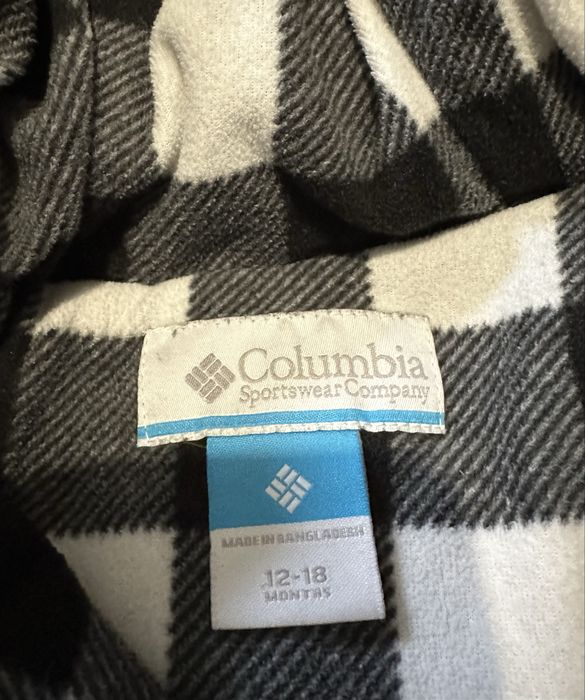 Columbia
Sportswear Company
MADE IN BANGLADESH
12-18
MONTHS